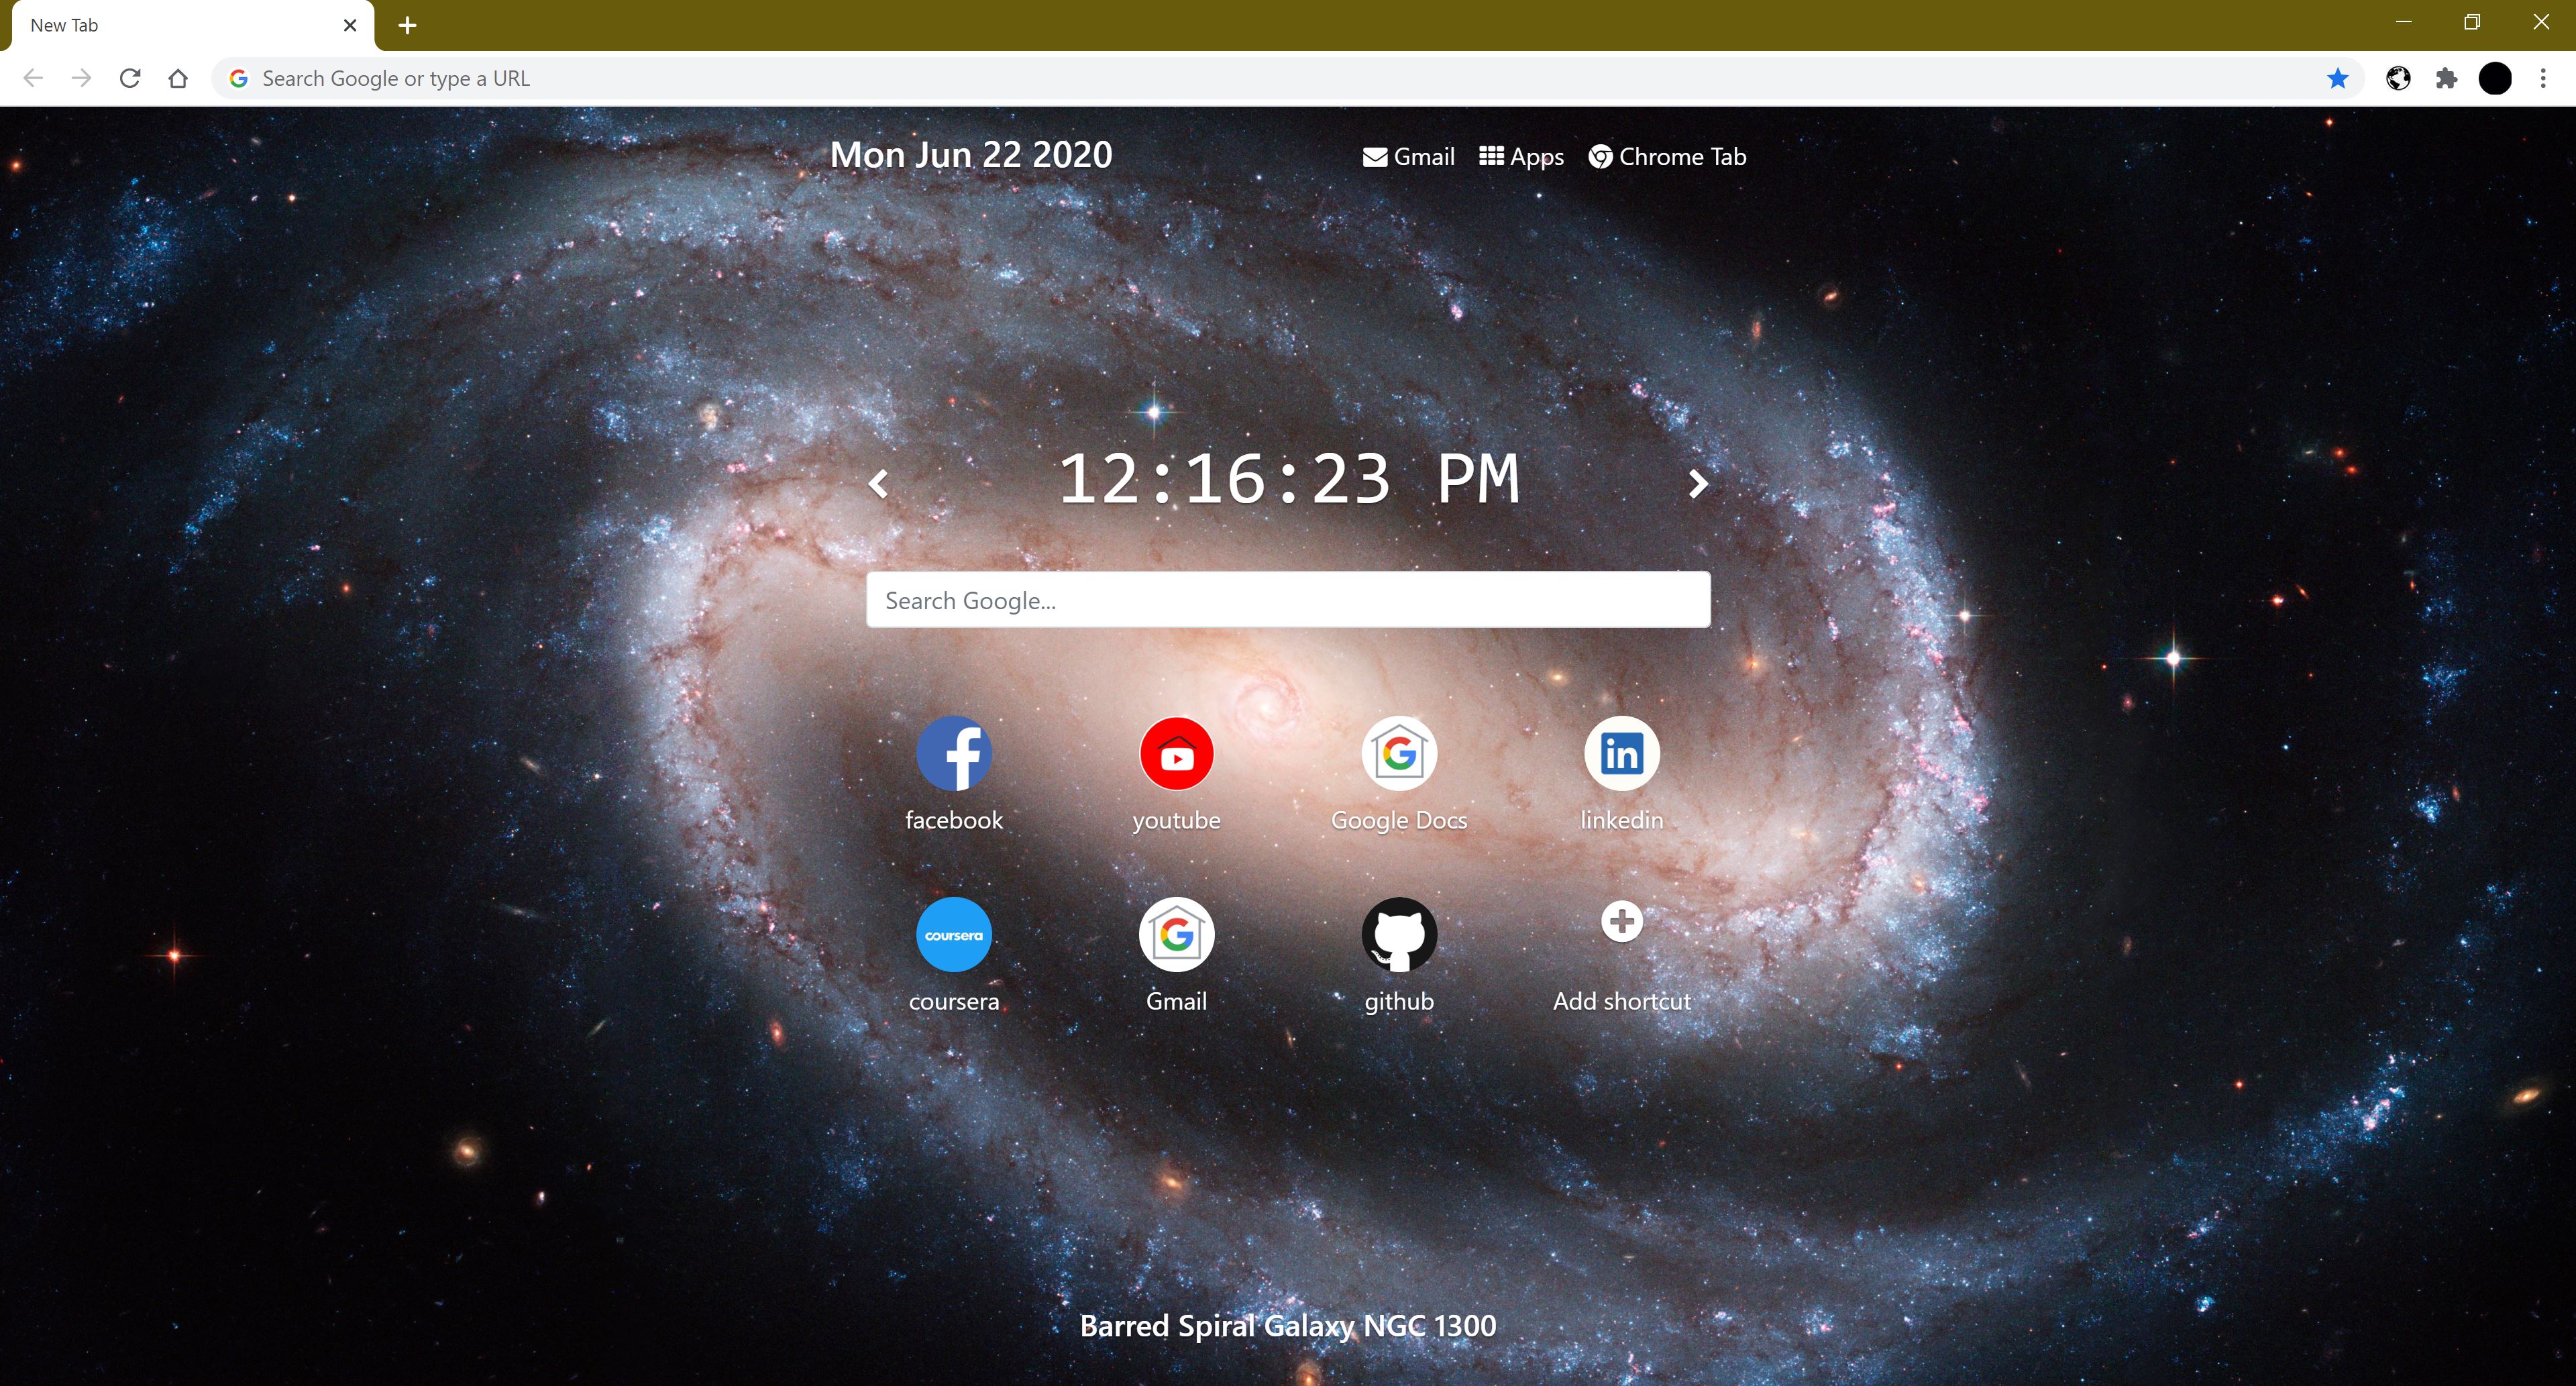 New Tab
Search Google or type a URL
Mon Jun 22 2020
Gmail Apps Chrome Tab
12:16:23 PM
Search Google...
facebook youtube Google Docs linkedin
coursera
coursera Gmail github Add shortcut
Barred Spiral Galaxy NGC 1300